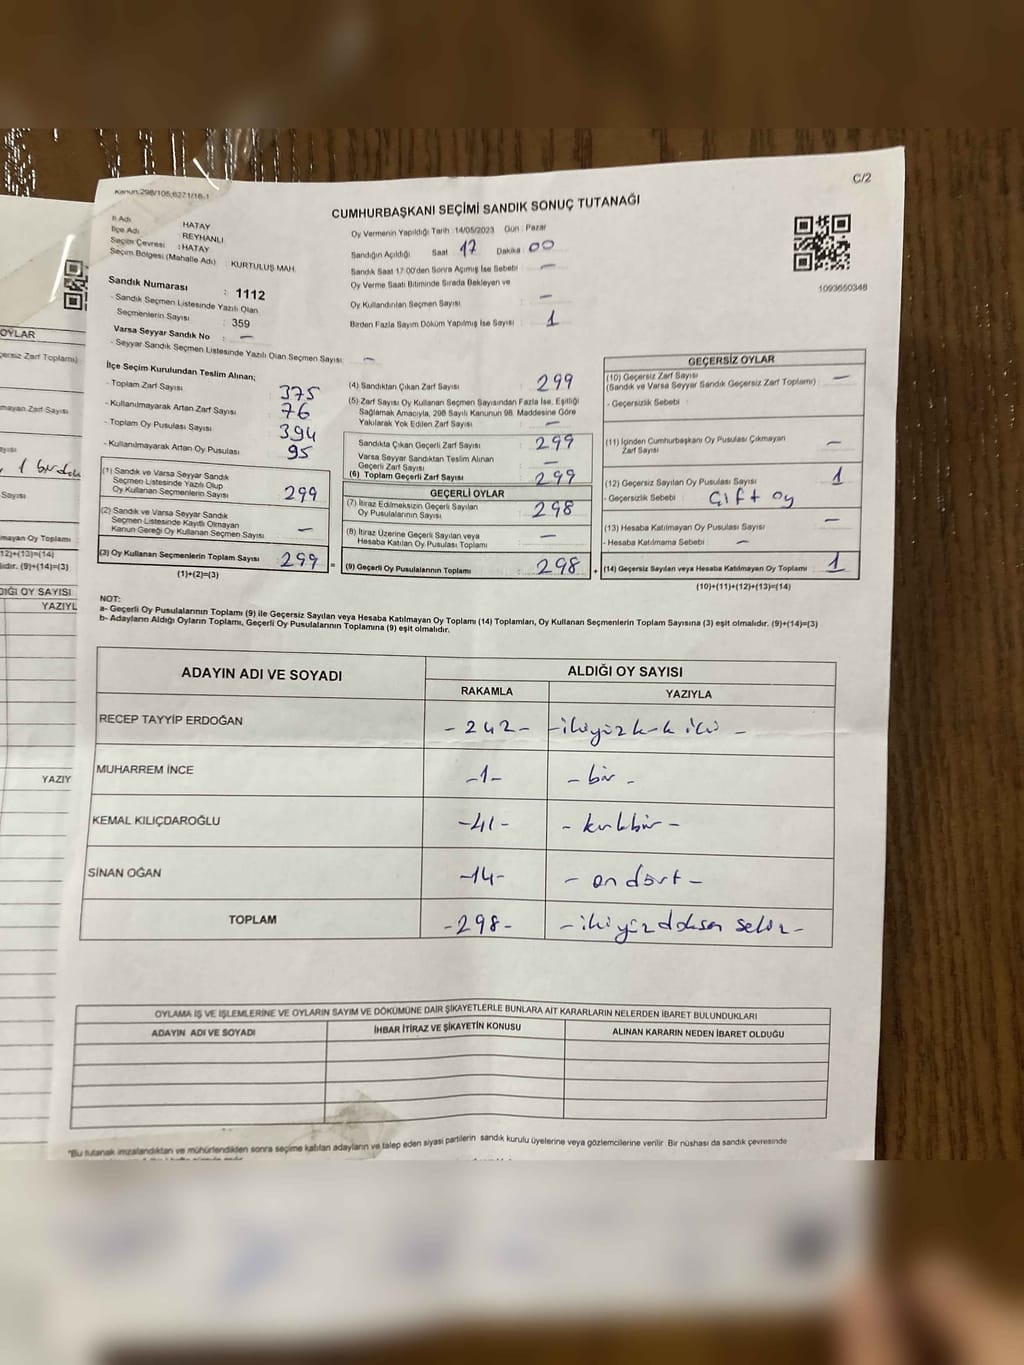 Kanun:298/105;6271/16-1
C/2
CUMHURBAŞKANI SEÇİMİ SANDIK SONUÇ TUTANAĞI
İl Adı HATAY
İlçe Adı : REYHANLI
Seçim Çevresi : HATAY
Seçim Bölgesi (Mahalle Adı) : KURTULUŞ MAH.
Sandık Numarası : 1112
- Sandık Seçmen Listesinde Yazılı Olan
Seçmenlerin Sayısı : 359
Varsa Seyyar Sandık No : –
- Seyyar Sandık Seçmen Listesinde Yazılı Olan Seçmen Sayısı: –
Oy Vermenin Yapıldığı Tarih 14/05/2023 Gün : Pazar
Sandığın Açıldığı Saat 17 Dakika : 00
Sandık Saat 17:00'den Sonra Açmış İse Sebebi –
Oy Verme Saati Bitiminde Sırada Bekleyen ve
Oy Kullandırılan Seçmen Sayısı –
Birden Fazla Sayım Döküm Yapılmış İse Sayısı : 1
1093650348
İlçe Seçim Kurulundan Teslim Alınan;
- Toplam Zarf Sayısı 375
- Kullanılmayarak Artan Zarf Sayısı 76
- Toplam Oy Pusulası Sayısı 394
- Kullanılmayarak Artan Oy Pusulası 95
(1) Sandık ve Varsa Seyyar Sandık
Seçmen Listesinde Yazılı Olup
Oy Kullanan Seçmenlerin Sayısı : 299
(2) Sandık ve Varsa Seyyar Sandık
Seçmen Listesinde Kayıtlı Olmayan
Kanun Gereği Oy Kullanan Seçmen Sayısı –
(3) Oy Kullanan Seçmenlerin Toplam Sayısı : 299 =
(1)+(2)=(3)
(4) Sandıktan Çıkan Zarf Sayısı : 299
(5) Zarf Sayısı Oy Kullanan Seçmen Sayısından Fazla İse, Eşitliği
Sağlamak Amacıyla, 298 Sayılı Kanunun 98. Maddesine Göre
Yakılarak Yok Edilen Zarf Sayısı : –
Sandıkta Çıkan Geçerli Zarf Sayısı : 299
Varsa Seyyar Sandıktan Teslim Alınan
Geçerli Zarf Sayısı –
(6) Toplam Geçerli Zarf Sayısı : 299
GEÇERLİ OYLAR
(7) İtiraz Edilmeksizin Geçerli Sayılan
Oy Pusulalarının Sayısı : 298
(8) İtiraz Üzerine Geçerli Sayılan veya
Hesaba Katılan Oy Pusulası Toplamı : –
(9) Geçerli Oy Pusulalarının Toplamı : 298 +
GEÇERSİZ OYLAR
(10) Geçersiz Zarf Sayısı
(Sandık ve Varsa Seyyar Sandık Geçersiz Zarf Toplamı) –
- Geçersizlik Sebebi :
(11) İçinden Cumhurbaşkanı Oy Pusulası Çıkmayan
Zarf Sayısı –
(12) Geçersiz Sayılan Oy Pusulası Sayısı : 1
- Geçersizlik Sebebi : Çift oy
(13) Hesaba Katılmayan Oy Pusulası Sayısı : –
- Hesaba Katılmama Sebebi : –
(14) Geçersiz Sayılan veya Hesaba Katılmayan Oy Toplamı : 1
(10)+(11)+(12)+(13)=(14)
NOT:
a- Geçerli Oy Pusulalarının Toplamı (9) ile Geçersiz Sayılan veya Hesaba Katılmayan Oy Toplamı (14) Toplamları, Oy Kullanan Seçmenlerin Toplam Sayısına (3) eşit olmalıdır. (9)+(14)=(3)
b- Adayların Aldığı Oyların Toplamı, Geçerli Oy Pusulalarının Toplamına (9) eşit olmalıdır.
ADAYIN ADI VE SOYADI ALDIĞI OY SAYISI
RAKAMLA YAZIYLA
RECEP TAYYİP ERDOĞAN -242- -ikiyüzkırk iki -
MUHARREM İNCE -1- - bir -
KEMAL KILIÇDAROĞLU -41- - kırkbir -
SİNAN OĞAN -14- - on dört -
TOPLAM -298- - ikiyüzdoksan sekiz -
OYLAMA İŞ VE İŞLEMLERİNE VE OYLARIN SAYIM VE DÖKÜMÜNE DAİR ŞİKAYETLERLE BUNLARA AİT KARARLARIN NELERDEN İBARET BULUNDUKLARI
ADAYIN ADI VE SOYADI İHBAR İTİRAZ VE ŞİKAYETİN KONUSU ALINAN KARARIN NEDEN İBARET OLDUĞU
*Bu tutanak imzalandıktan ve mühürlendikten sonra seçime katılan adayların ve talep eden siyasi partilerin sandık kurulu üyelerine veya gözlemcilerine verilir. Bir nüshası da sandık çevresinde
OYLAR
Zarf Toplamı)
Zarf Sayısı
1 birden
Sayısı
Oy Toplamı
12)+(13)=(14)
(9)+(14)=(3)
OY SAYISI
YAZIYL
YAZIY